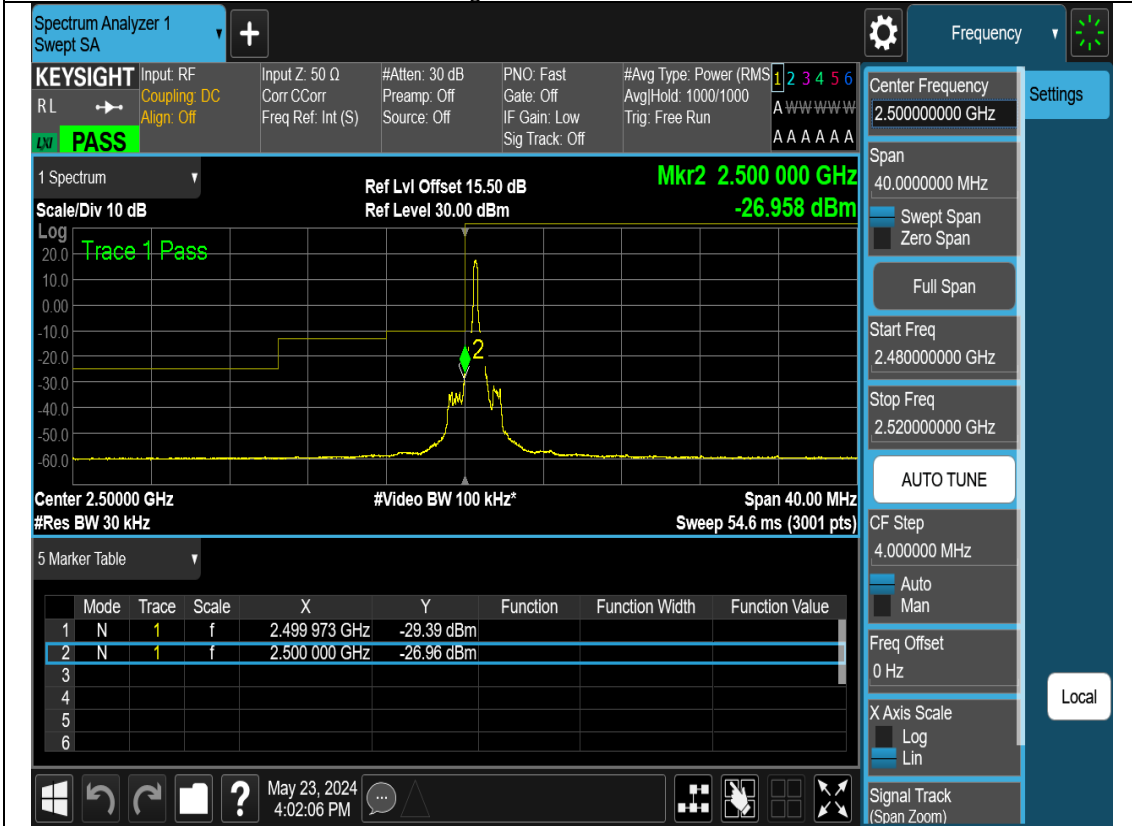 Spectrum Analyzer 1
Swept SA
+
Frequency
KEYSIGHT
RL
LXI PASS
Input: RF
Coupling: DC
Align: Off
Input Z: 50 Ω
Corr CCorr
Freq Ref: Int (S)
#Atten: 30 dB
Preamp: Off
Source: Off
PNO: Fast
Gate: Off
IF Gain: Low
Sig Track: Off
#Avg Type: Power (RMS
Avg|Hold: 1000/1000
Trig: Free Run
1 2 3 4 5 6
A W W W W W
A A A A A A
1 Spectrum
Scale/Div 10 dB
Ref Lvl Offset 15.50 dB
Ref Level 30.00 dBm
Mkr2 2.500 000 GHz
-26.958 dBm
Log
Trace 1 Pass
20.0
10.0
0.00
-10.0
-20.0
-30.0
-40.0
-50.0
-60.0
2
Center 2.50000 GHz
#Video BW 100 kHz*
Span 40.00 MHz
#Res BW 30 kHz
Sweep 54.6 ms (3001 pts)
5 Marker Table
Mode Trace Scale X Y Function Function Width Function Value
1 N 1 f 2.499 973 GHz -29.39 dBm
2 N 1 f 2.500 000 GHz -26.96 dBm
3
4
5
6
?
May 23, 2024
4:02:06 PM
Center Frequency
2.500000000 GHz
Settings
Span
40.0000000 MHz
Swept Span
Zero Span
Full Span
Start Freq
2.480000000 GHz
Stop Freq
2.520000000 GHz
AUTO TUNE
CF Step
4.000000 MHz
Auto
Man
Freq Offset
0 Hz
Local
X Axis Scale
Log
Lin
Signal Track
(Span Zoom)